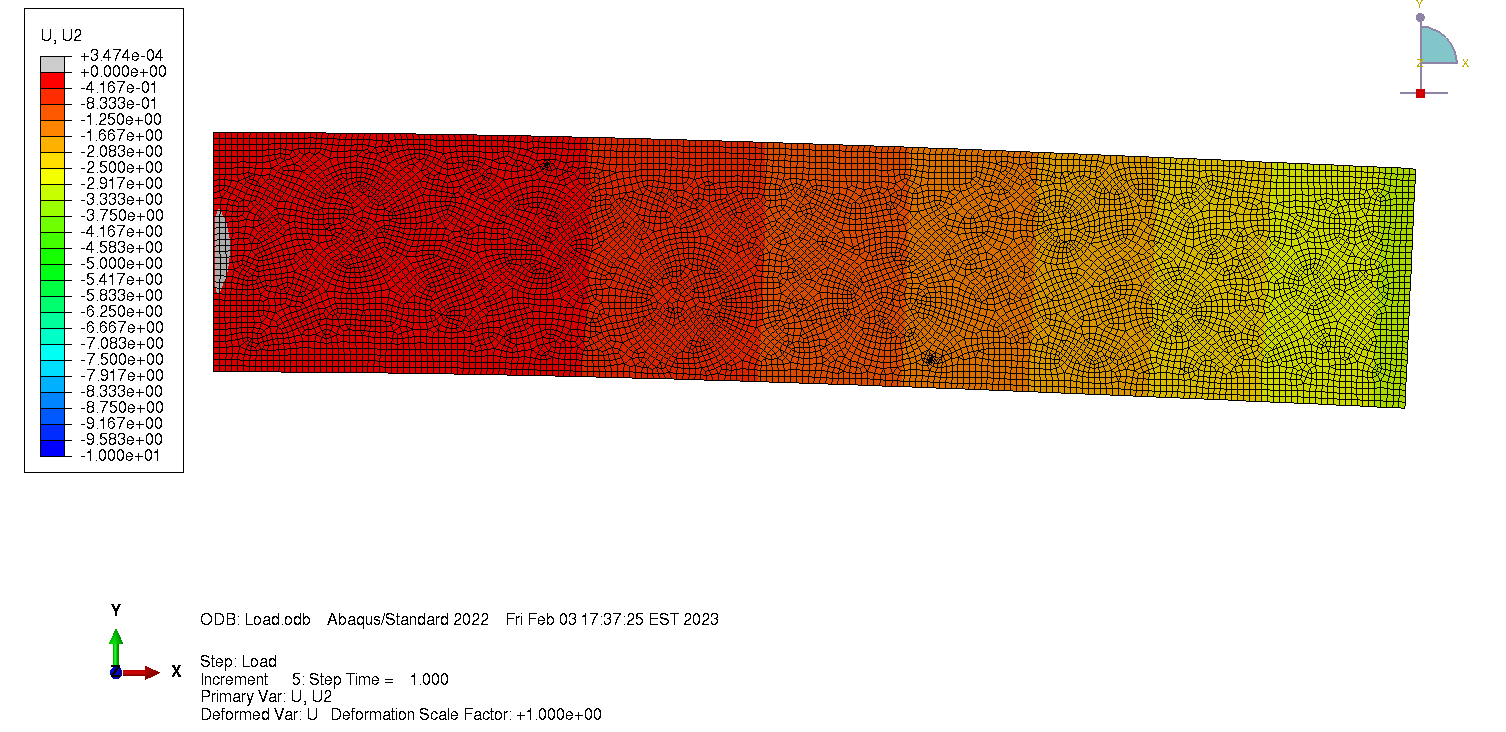 U, U2
+3.474e-04
+0.000e+00
-4.167e-01
-8.333e-01
-1.250e+00
-1.667e+00
-2.083e+00
-2.500e+00
-2.917e+00
-3.333e+00
-3.750e+00
-4.167e+00
-4.583e+00
-5.000e+00
-5.417e+00
-5.833e+00
-6.250e+00
-6.667e+00
-7.083e+00
-7.500e+00
-7.917e+00
-8.333e+00
-8.750e+00
-9.167e+00
-9.583e+00
-1.000e+01
Y
Z X
Y
Z X
ODB: Load.odb Abaqus/Standard 2022 Fri Feb 03 17:37:25 EST 2023
Step: Load
Increment 5: Step Time = 1.000
Primary Var: U, U2
Deformed Var: U Deformation Scale Factor: +1.000e+00